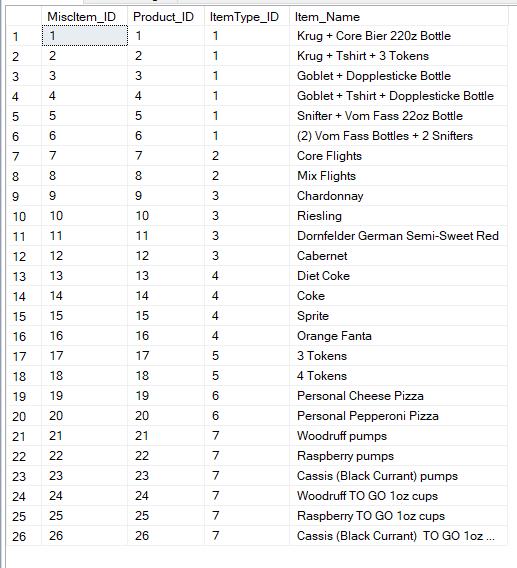 MiscItem_ID Product_ID ItemType_ID Item_Name
1 1 1 1 Krug + Core Bier 220z Bottle
2 2 2 1 Krug + Tshirt + 3 Tokens
3 3 3 1 Goblet + Dopplesticke Bottle
4 4 4 1 Goblet + Tshirt + Dopplesticke Bottle
5 5 5 1 Snifter + Vom Fass 22oz Bottle
6 6 6 1 (2) Vom Fass Bottles + 2 Snifters
7 7 7 2 Core Flights
8 8 8 2 Mix Flights
9 9 9 3 Chardonnay
10 10 10 3 Riesling
11 11 11 3 Dornfelder German Semi-Sweet Red
12 12 12 3 Cabernet
13 13 13 4 Diet Coke
14 14 14 4 Coke
15 15 15 4 Sprite
16 16 16 4 Orange Fanta
17 17 17 5 3 Tokens
18 18 18 5 4 Tokens
19 19 19 6 Personal Cheese Pizza
20 20 20 6 Personal Pepperoni Pizza
21 21 21 7 Woodruff pumps
22 22 22 7 Raspberry pumps
23 23 23 7 Cassis (Black Currant) pumps
24 24 24 7 Woodruff TO GO 1oz cups
25 25 25 7 Raspberry TO GO 1oz cups
26 26 26 7 Cassis (Black Currant)  TO GO 1oz ...